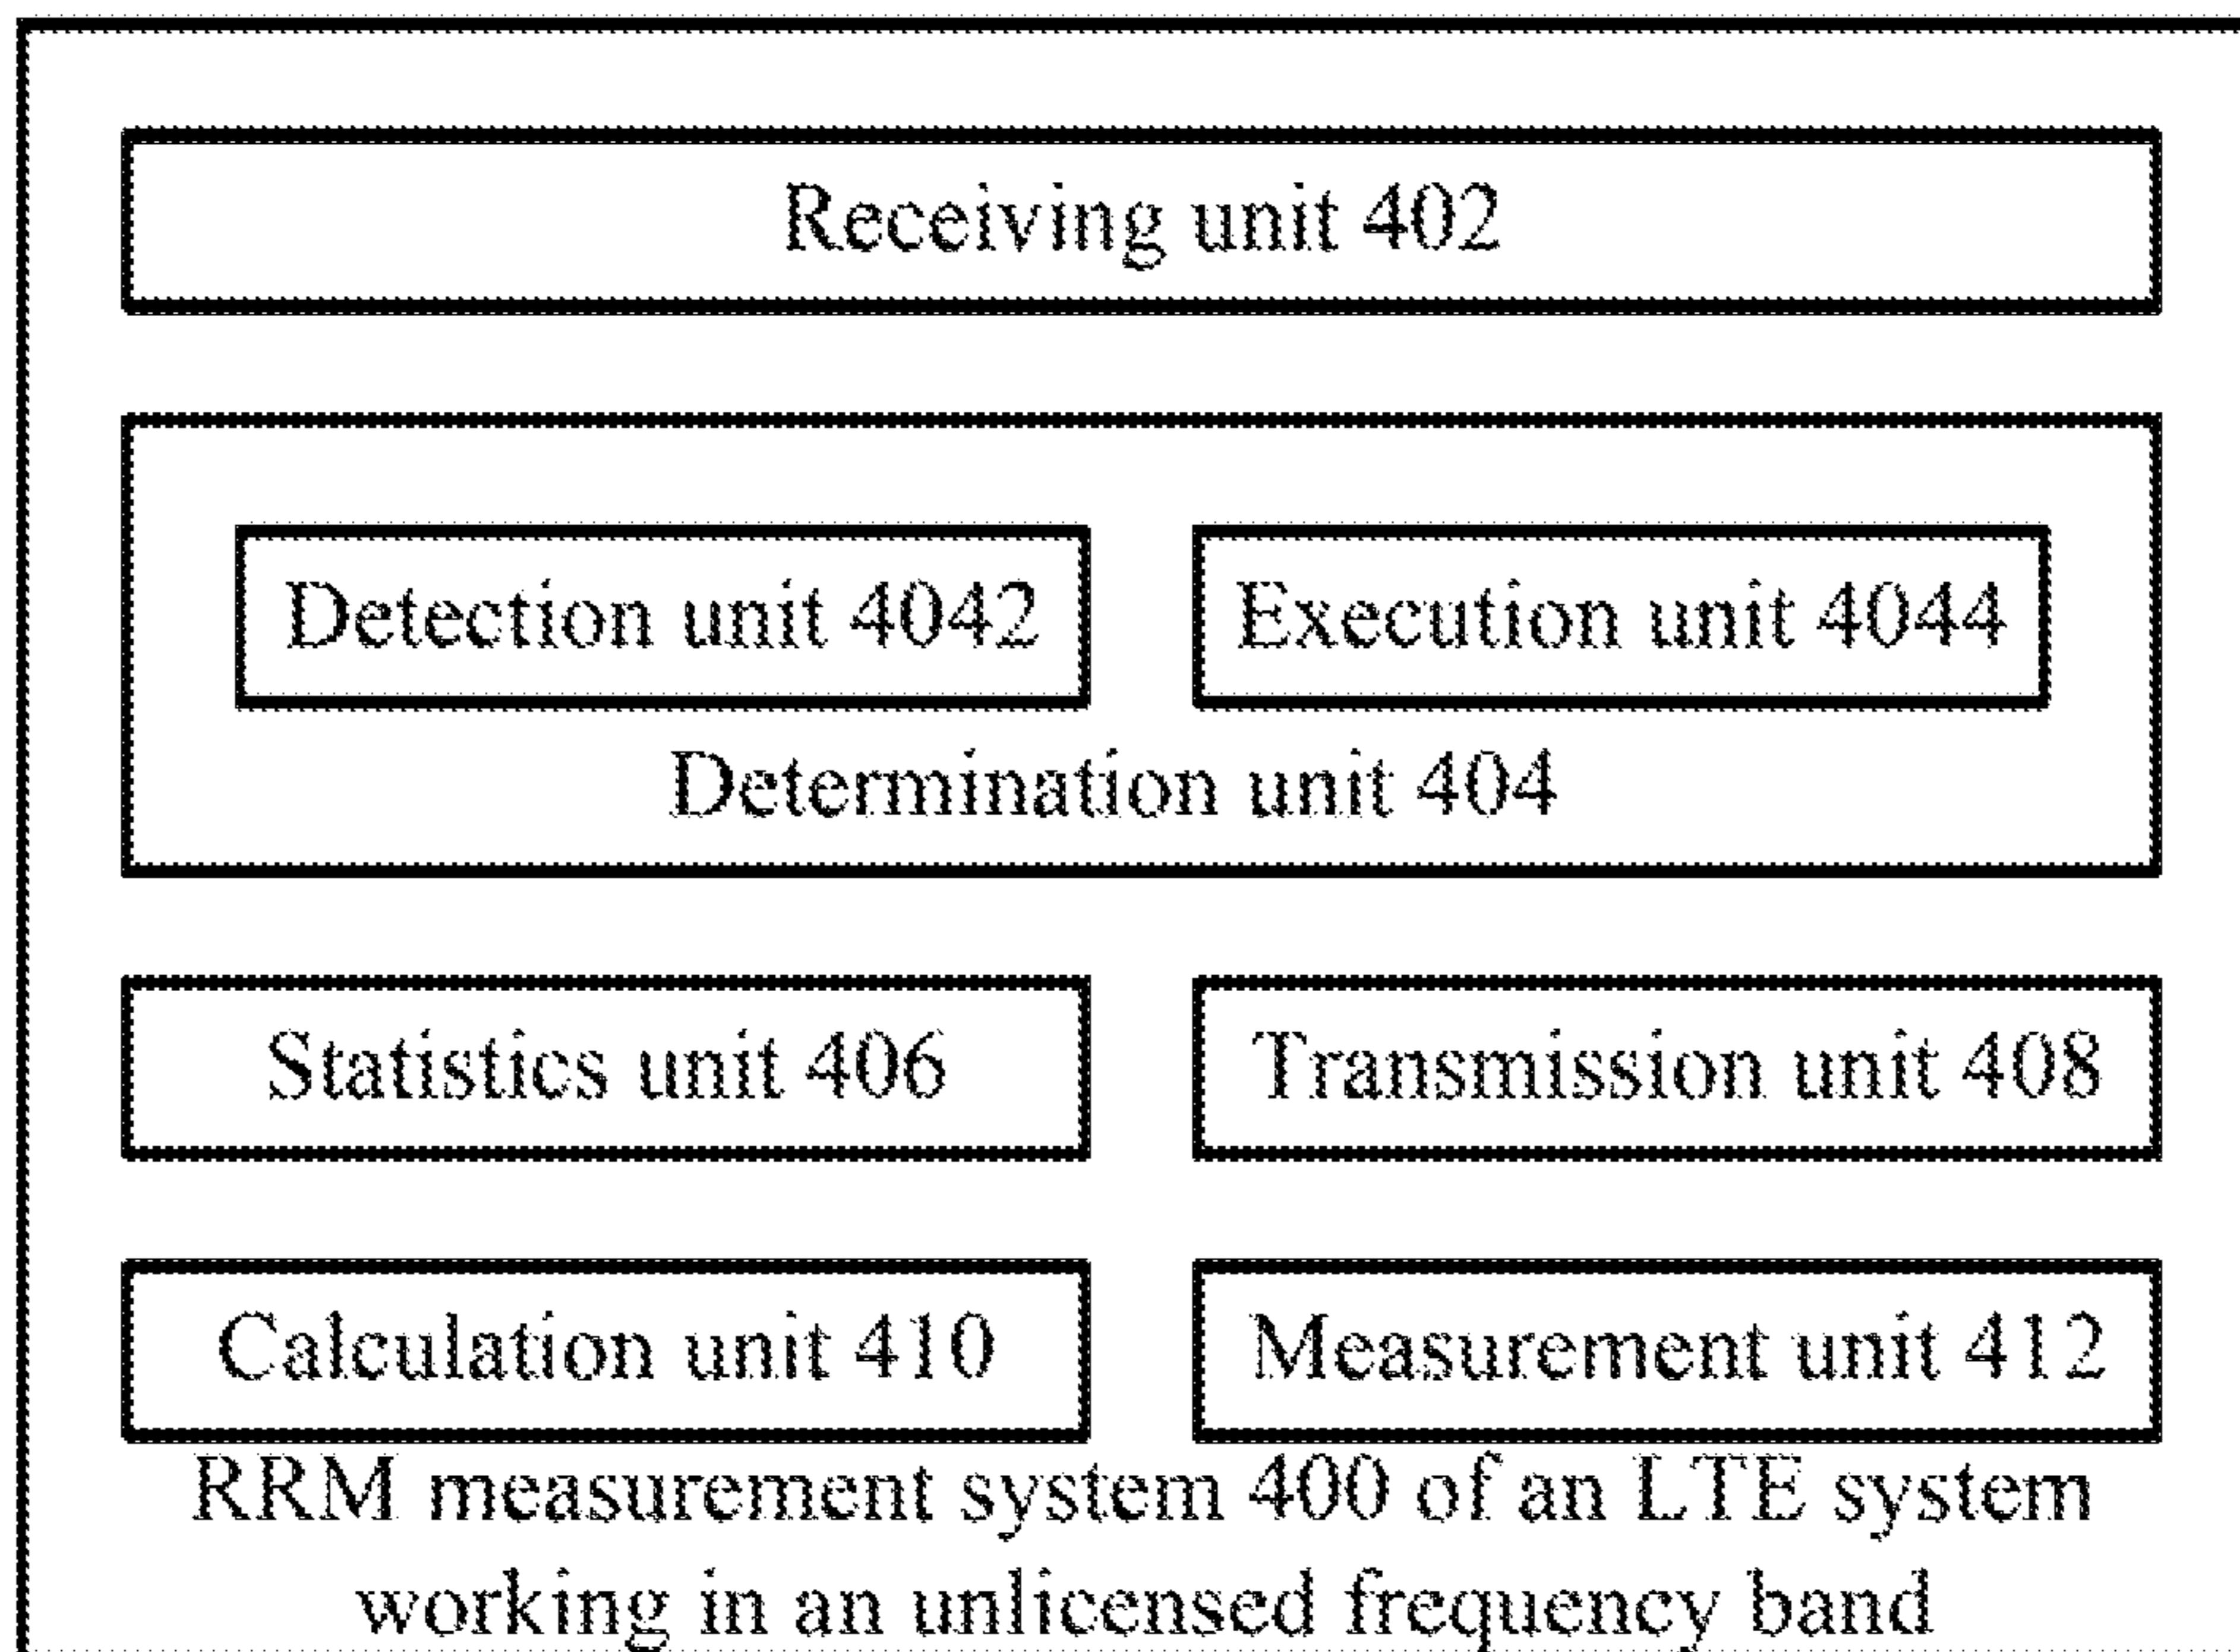 Receiving unit 402
Detection unit 4042
Execution unit 4044
Determination unit 404
Statistics unit 406
Transmission unit 408
Calculation unit 410
Measurement unit 412
RRM measurement system 400 of an LTE system
working in an unlicensed frequency band